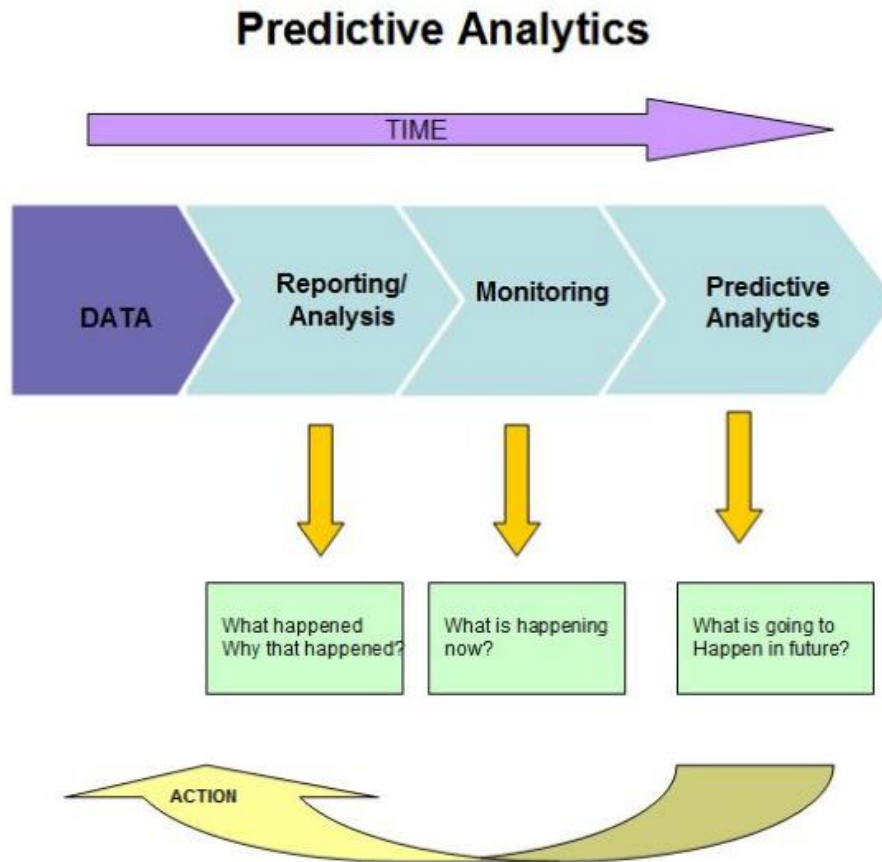 Predictive Analytics
TIME
DATA
Reporting/
Analysis
Monitoring
Predictive
Analytics
What happened
Why that happened?
What is happening
now?
What is going to
Happen in future?
ACTION